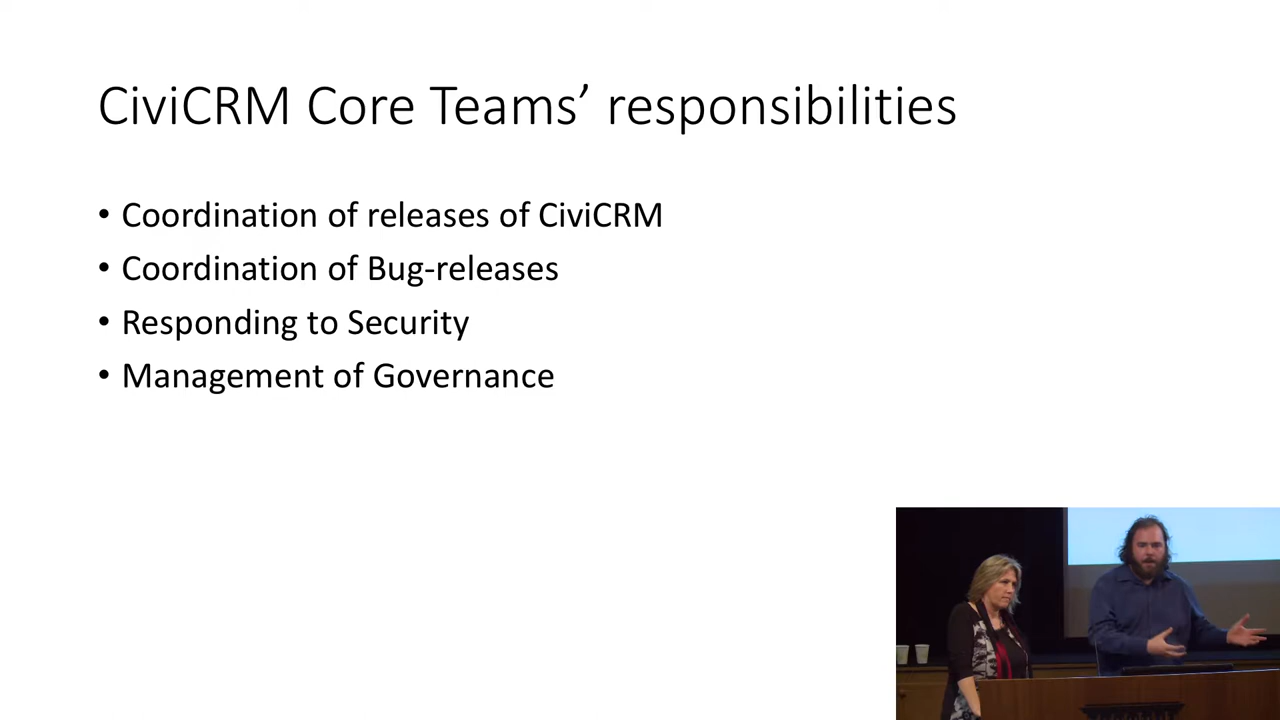 CiviCRM Core Teams’ responsibilities
• Coordination of releases of CiviCRM
• Coordination of Bug-releases
• Responding to Security
• Management of Governance